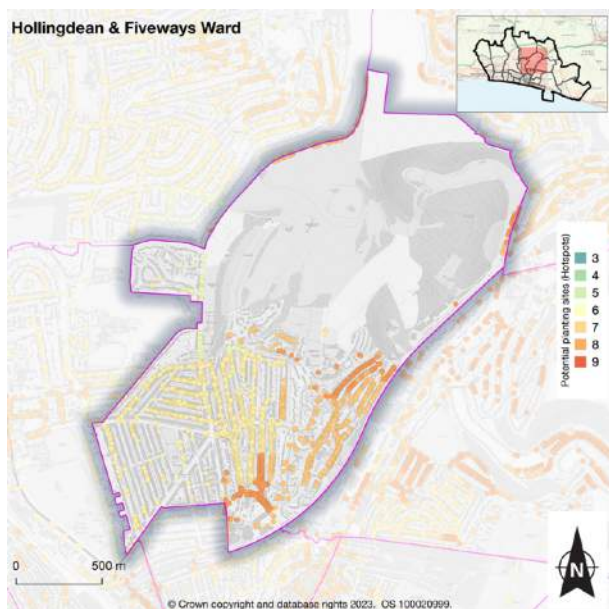 Hollingdean & Fiveways Ward
Potential planting sites (Hotspots)
3
4
5
6
7
8
9
0 500 m
N
© Crown copyright and database rights 2023. OS 100020999.